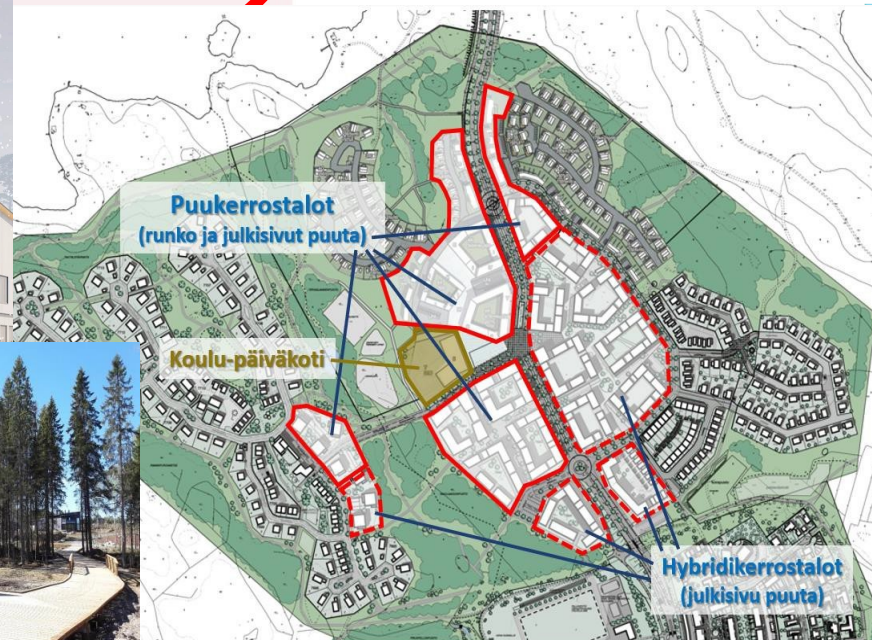 Puukerrostalot
(runko ja julkisivut puuta)
Koulu-päiväkoti
Hybridikerrostalot
(julkisivu puuta)